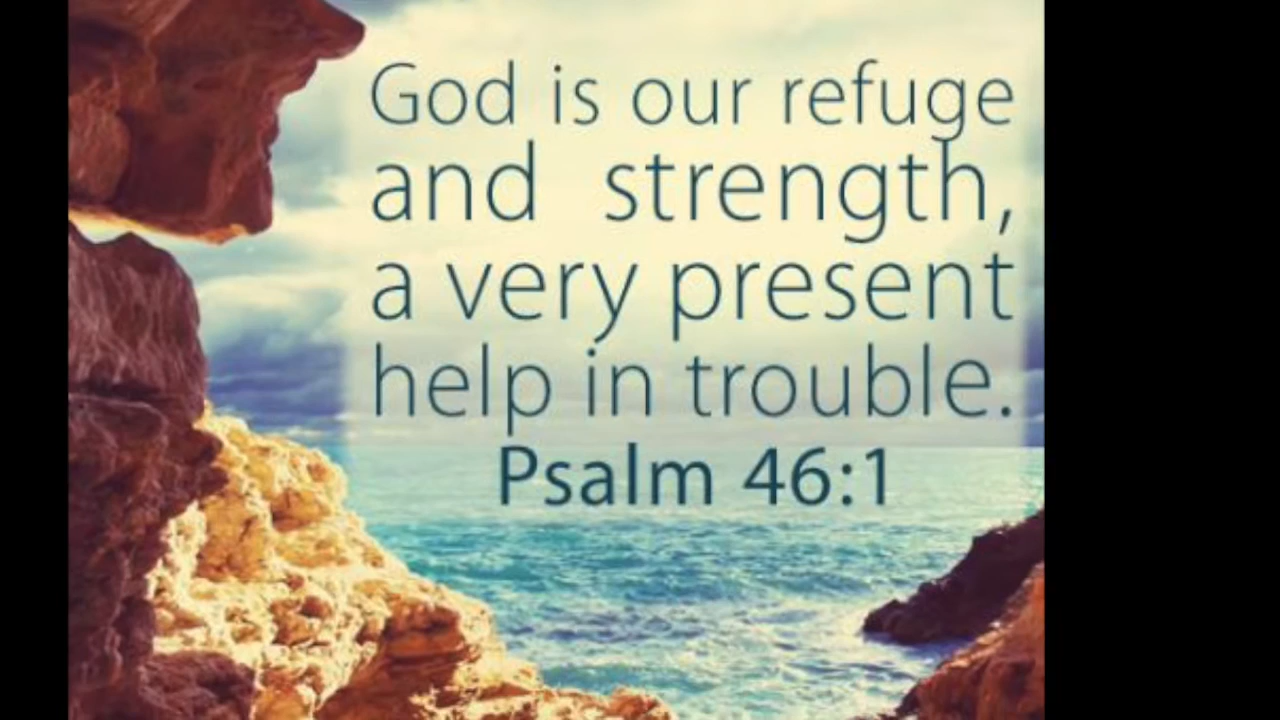 God is our refuge
and strength,
a very present
help in trouble.
Psalm 46:1